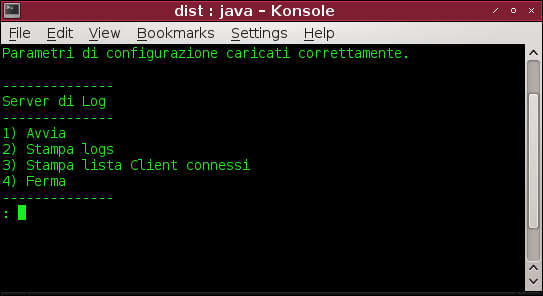 dist : java – Konsole
File Edit View Bookmarks Settings Help
Parametri di configurazione caricati correttamente.
--------------
Server di Log
--------------
1) Avvia
2) Stampa logs
3) Stampa lista Client connessi
4) Ferma
--------------
: